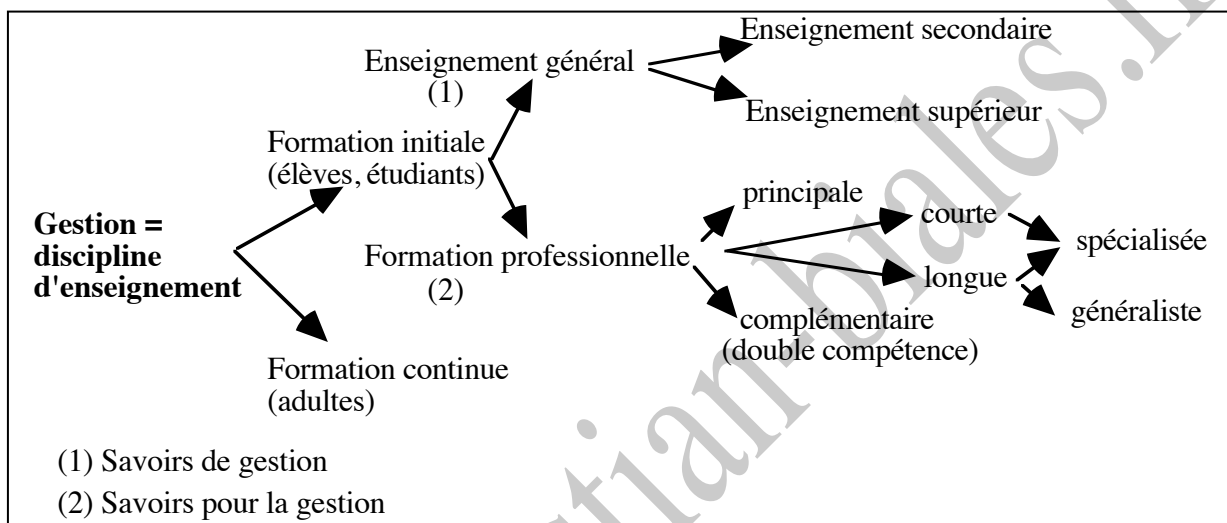 Enseignement secondaire
Enseignement général
(1)
Enseignement supérieur
Formation initiale
(élèves, étudiants)
principale
courte
Gestion =
discipline
d'enseignement
spécialisée
Formation professionnelle
(2)
longue
généraliste
complémentaire
(double compétence)
Formation continue
(adultes)
(1) Savoirs de gestion
(2) Savoirs pour la gestion